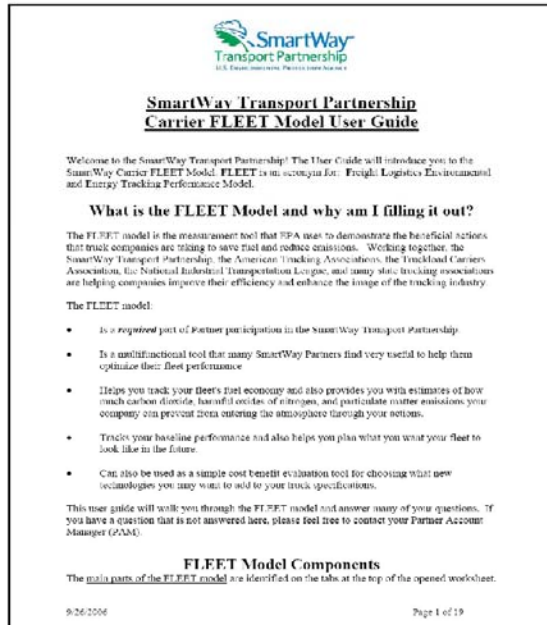 SmartWay
Transport Partnership
U.S. ENVIRONMENTAL PROTECTION AGENCY
SmartWay Transport Partnership
Carrier FLEET Model User Guide
Welcome to the SmartWay Transport Partnership! The User Guide will introduce you to the
SmartWay Carrier FLEET Model. FLEET is an acronym for: Freight Logistics Environmental
and Energy Tracking Performance Model.
What is the FLEET Model and why am I filling it out?
The FLEET model is the measurement tool that EPA uses to demonstrate the beneficial actions
that truck companies are taking to save fuel and reduce emissions. Working together, the
SmartWay Transport Partnership, the American Trucking Associations, the Truckload Carriers
Association, the National Industrial Transportation League, and many state trucking associations
are helping companies improve their efficiency and enhance the image of the trucking industry.
The FLEET model:
• Is a required part of Partner participation in the SmartWay Transport Partnership.
• Is a multifunctional tool that many SmartWay Partners find very useful to help them
optimize their fleet performance
• Helps you track your fleet's fuel economy and also provides you with estimates of how
much carbon dioxide, harmful oxides of nitrogen, and particulate matter emissions your
company can prevent from entering the atmosphere through your actions.
• Tracks your baseline performance and also helps you plan what you want your fleet to
look like in the future.
• Can also be used as a simple cost benefit evaluation tool for choosing what new
technologies you may want to add to your truck specifications.
This user guide will walk you through the FLEET model and answer many of your questions. If
you have a question that is not answered here, please feel free to contact your Partner Account
Manager (PAM).
FLEET Model Components
The main parts of the FLEET model are identified on the tabs at the top of the opened worksheet.
9/26/2006 Page 1 of 19